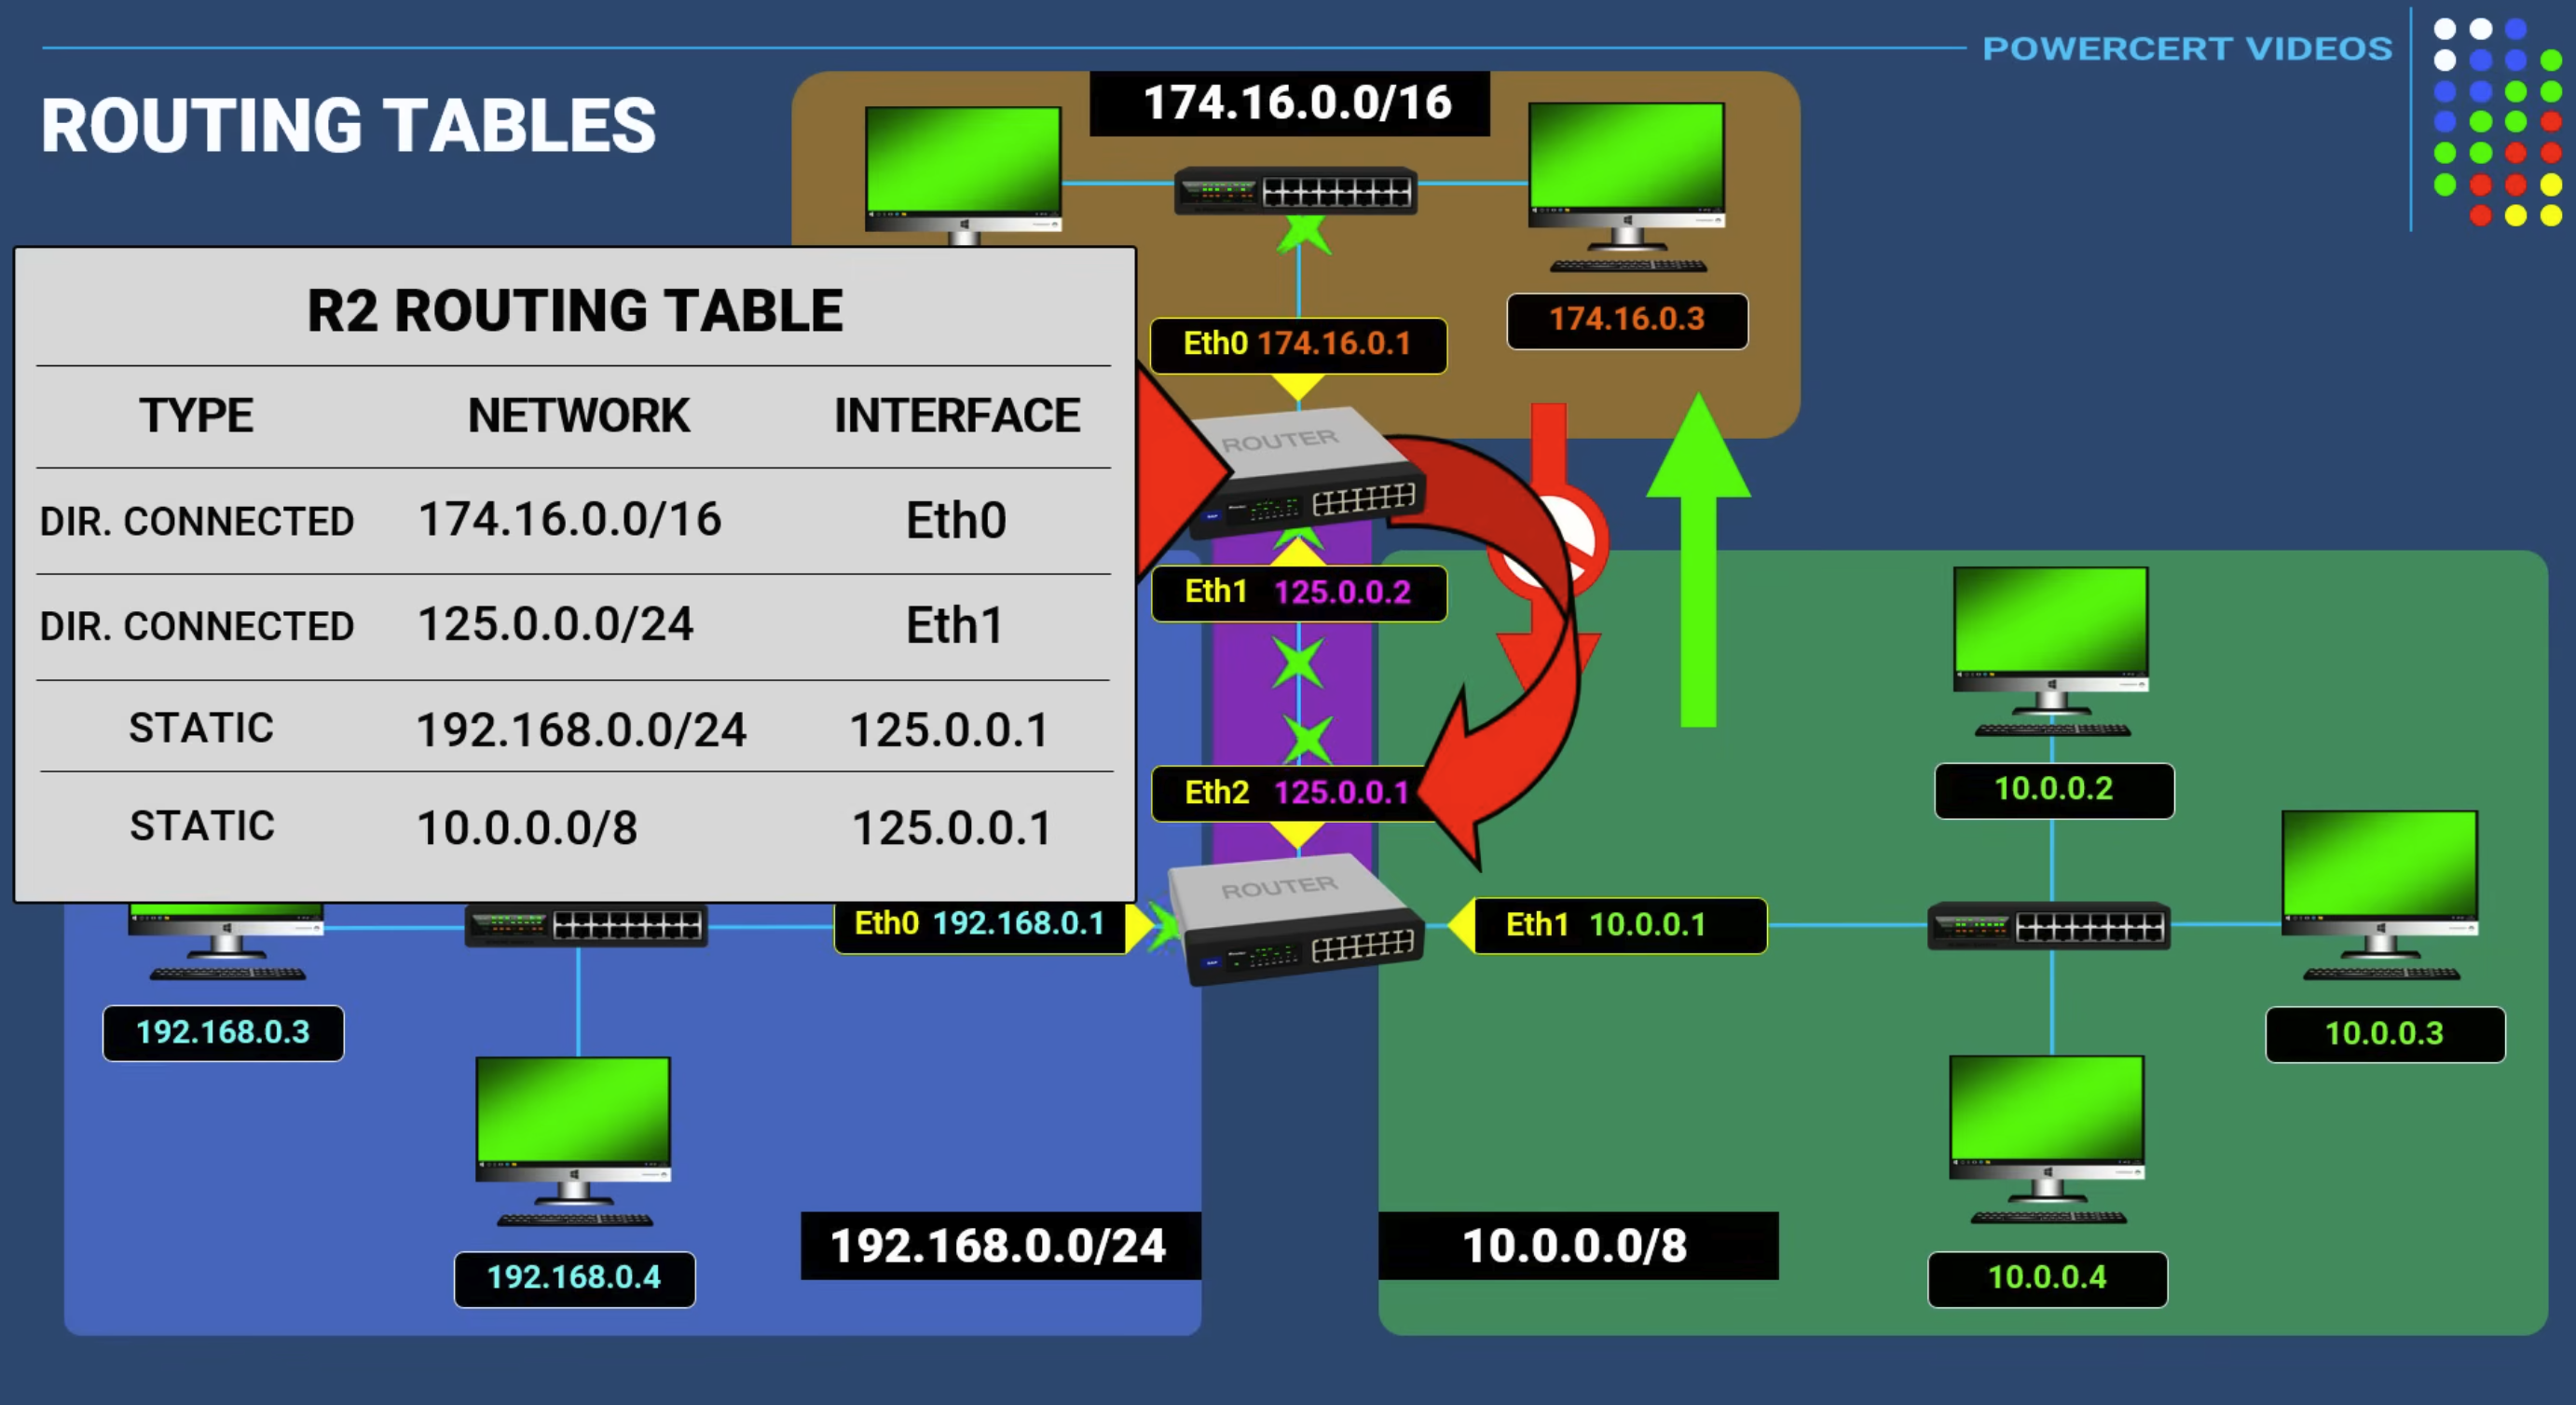 POWERCERT VIDEOS
ROUTING TABLES
174.16.0.0/16
174.16.0.3
Eth0 174.16.0.1
R2 ROUTING TABLE
TYPE NETWORK INTERFACE
DIR. CONNECTED 174.16.0.0/16 Eth0
DIR. CONNECTED 125.0.0.0/24 Eth1
STATIC 192.168.0.0/24 125.0.0.1
STATIC 10.0.0.0/8 125.0.0.1
ROUTER
Eth1 125.0.0.2
Eth2 125.0.0.1
ROUTER
Eth0 192.168.0.1
Eth1 10.0.0.1
10.0.0.2
192.168.0.3
10.0.0.3
192.168.0.4
192.168.0.0/24
10.0.0.0/8
10.0.0.4